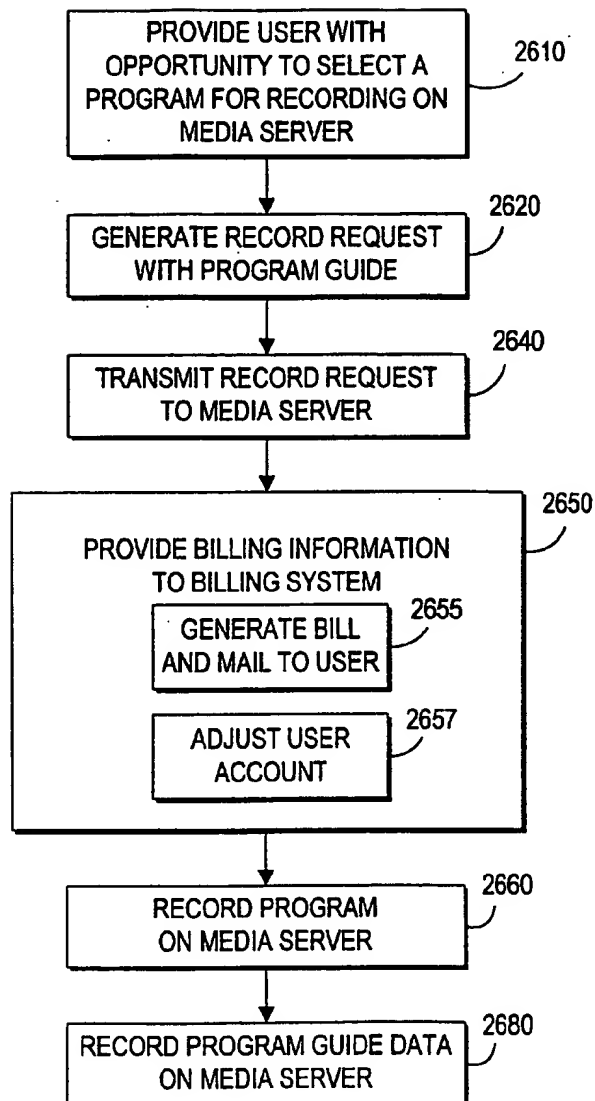 PROVIDE USER WITH
OPPORTUNITY TO SELECT A
PROGRAM FOR RECORDING ON
MEDIA SERVER
2610
2620
GENERATE RECORD REQUEST
WITH PROGRAM GUIDE
2640
TRANSMIT RECORD REQUEST
TO MEDIA SERVER
2650
PROVIDE BILLING INFORMATION
TO BILLING SYSTEM
2655
GENERATE BILL
AND MAIL TO USER
2657
ADJUST USER
ACCOUNT
2660
RECORD PROGRAM
ON MEDIA SERVER
2680
RECORD PROGRAM GUIDE DATA
ON MEDIA SERVER